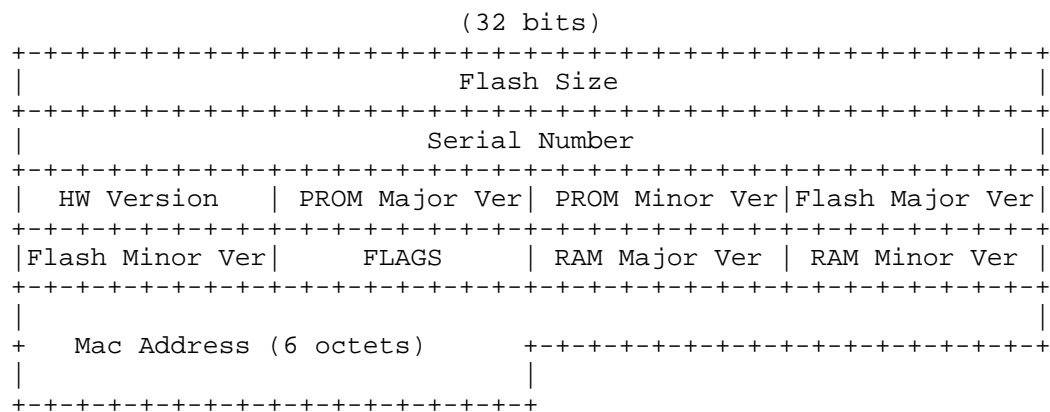 (32 bits)
+-+-+-+-+-+-+-+-+-+-+-+-+-+-+-+-+-+-+-+-+-+-+-+-+-+-+-+-+-+-+-+-+
| Flash Size |
+-+-+-+-+-+-+-+-+-+-+-+-+-+-+-+-+-+-+-+-+-+-+-+-+-+-+-+-+-+-+-+-+
| Serial Number |
+-+-+-+-+-+-+-+-+-+-+-+-+-+-+-+-+-+-+-+-+-+-+-+-+-+-+-+-+-+-+-+-+
| HW Version | PROM Major Ver| PROM Minor Ver|Flash Major Ver|
+-+-+-+-+-+-+-+-+-+-+-+-+-+-+-+-+-+-+-+-+-+-+-+-+-+-+-+-+-+-+-+-+
|Flash Minor Ver| FLAGS | RAM Major Ver | RAM Minor Ver |
+-+-+-+-+-+-+-+-+-+-+-+-+-+-+-+-+-+-+-+-+-+-+-+-+-+-+-+-+-+-+-+-+
| |
+ Mac Address (6 octets) +-+-+-+-+-+-+-+-+-+-+-+-+-+-+-+-+
| |
+-+-+-+-+-+-+-+-+-+-+-+-+-+-+-+-+